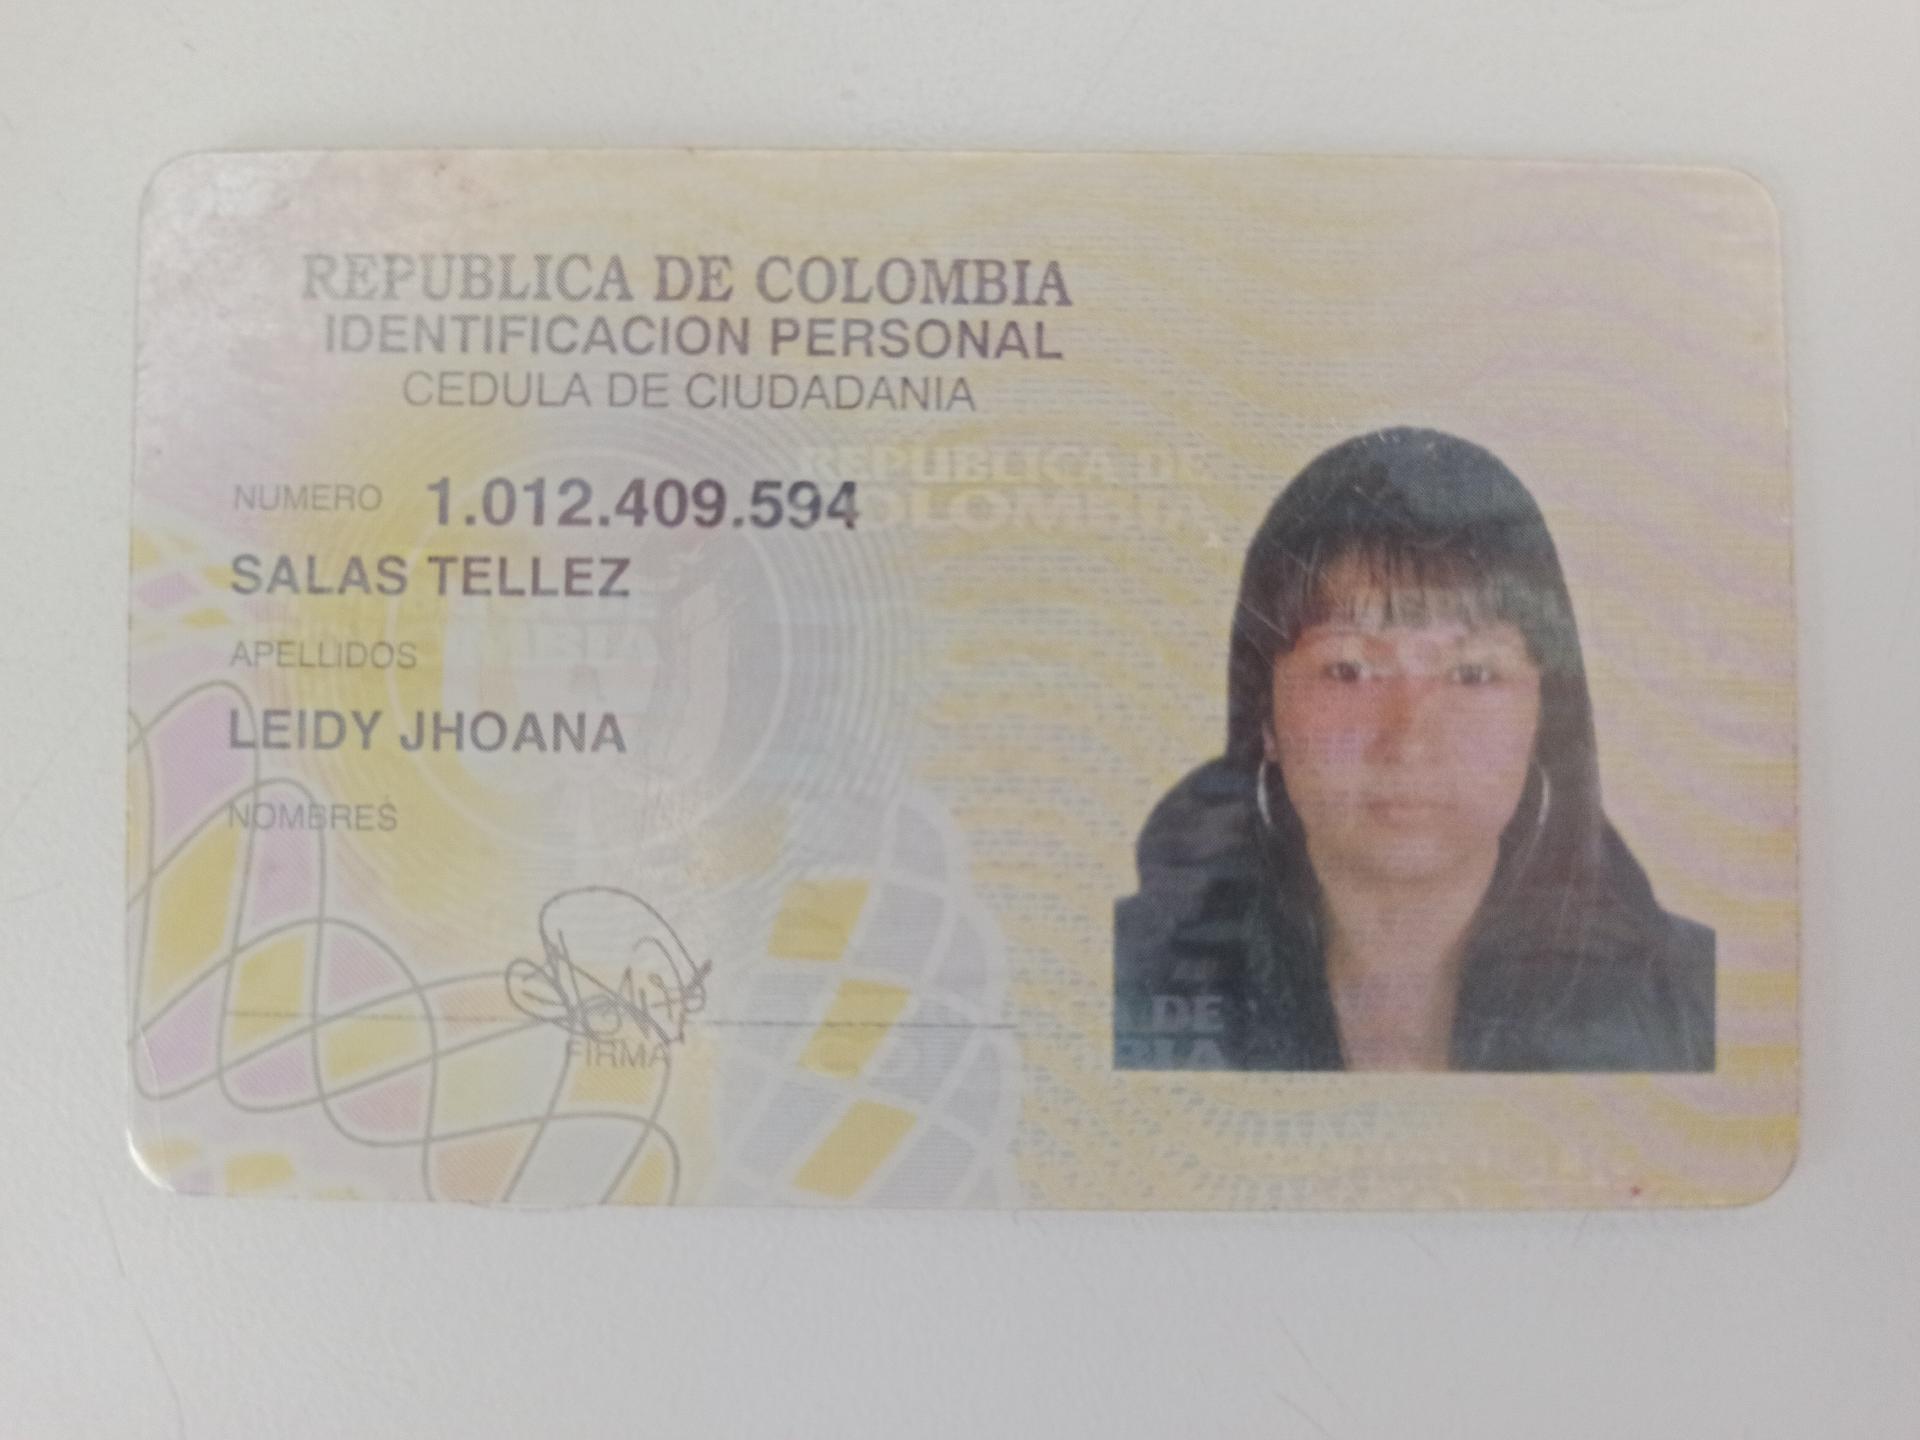 REPUBLICA DE COLOMBIA
IDENTIFICACION PERSONAL
CEDULA DE CIUDADANIA
REPUBLICA DE
COLOMBIA
NUMERO 1.012.409.594
SALAS TELLEZ
APELLIDOS
LEIDY JHOANA
NOMBRES
FIRMA
DE